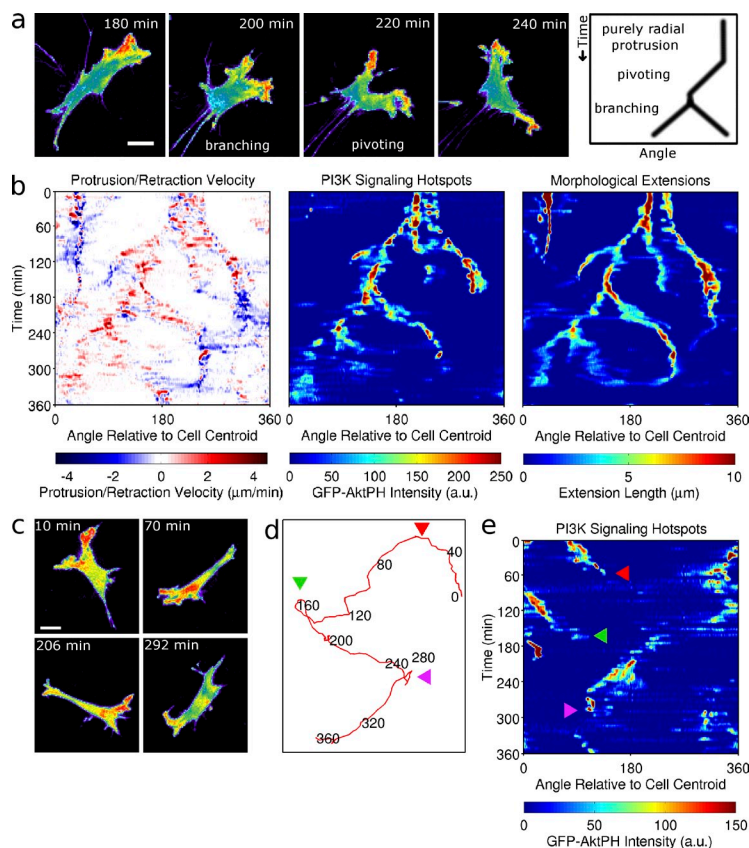 a
180 min
200 min
branching
220 min
pivoting
240 min
←Time
purely radial
protrusion
pivoting
branching
Angle
b
Protrusion/Retraction Velocity
PI3K Signaling Hotspots
Morphological Extensions
Time (min)
0
60
120
180
240
300
360
0 180 360
0 180 360
0 180 360
Angle Relative to Cell Centroid
Angle Relative to Cell Centroid
Angle Relative to Cell Centroid
-4 -2 0 2 4
0 50 100 150 200 250
0 5 10
Protrusion/Retraction Velocity (μm/min)
GFP-AktPH Intensity (a.u.)
Extension Length (μm)
c
10 min
70 min
206 min
292 min
d
0
40
80
120
160
200
240
280
320
360
e
PI3K Signaling Hotspots
Time (min)
0
60
120
180
240
300
360
0 180 360
Angle Relative to Cell Centroid
0 50 100 150
GFP-AktPH Intensity (a.u.)